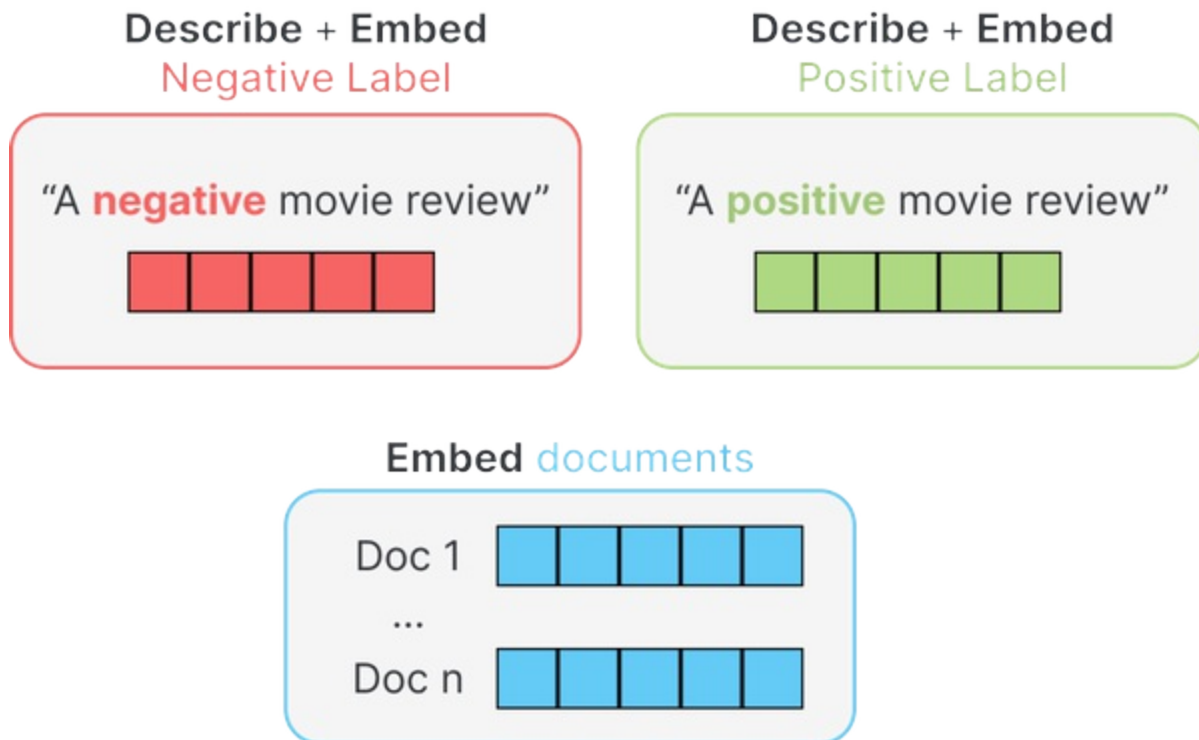 Describe + Embed
Negative Label
“A negative movie review”
Describe + Embed
Positive Label
“A positive movie review”
Embed documents
Doc 1
...
Doc n